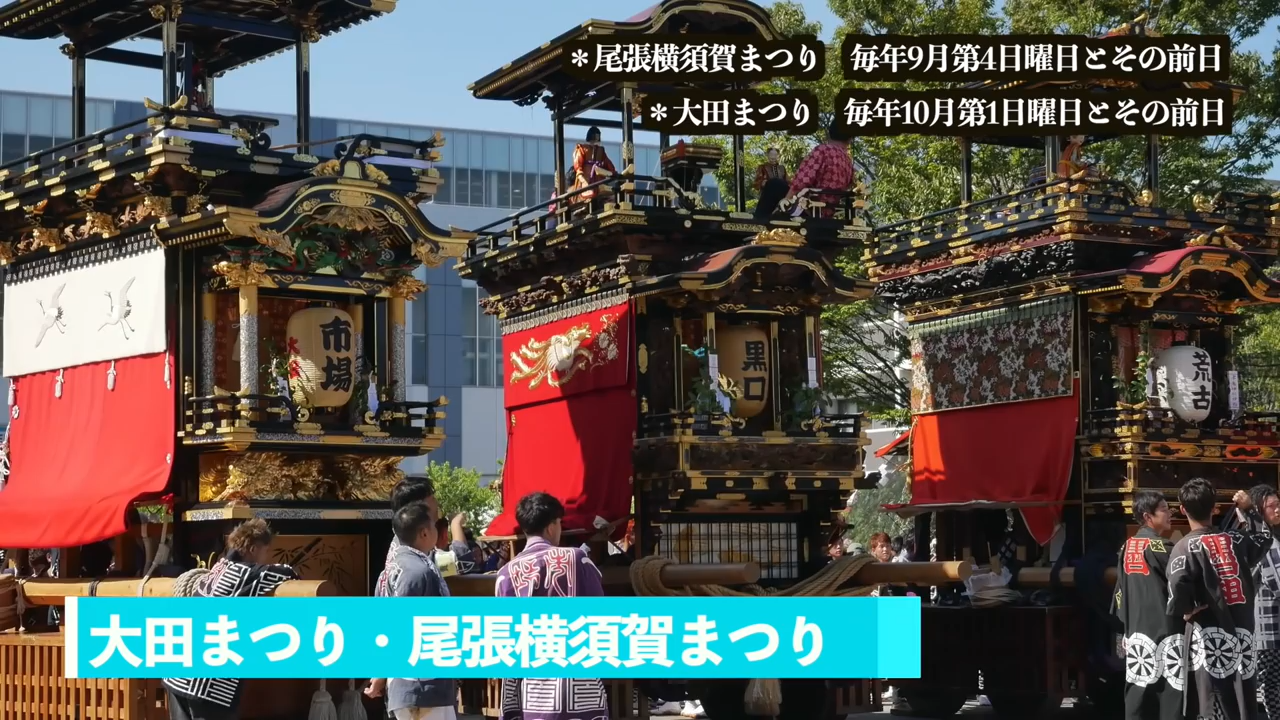 ＊尾張横須賀まつり 毎年9月第4日曜日とその前日
＊大田まつり 毎年10月第1日曜日とその前日
市場
黒口
荒古
大田まつり・尾張横須賀まつり